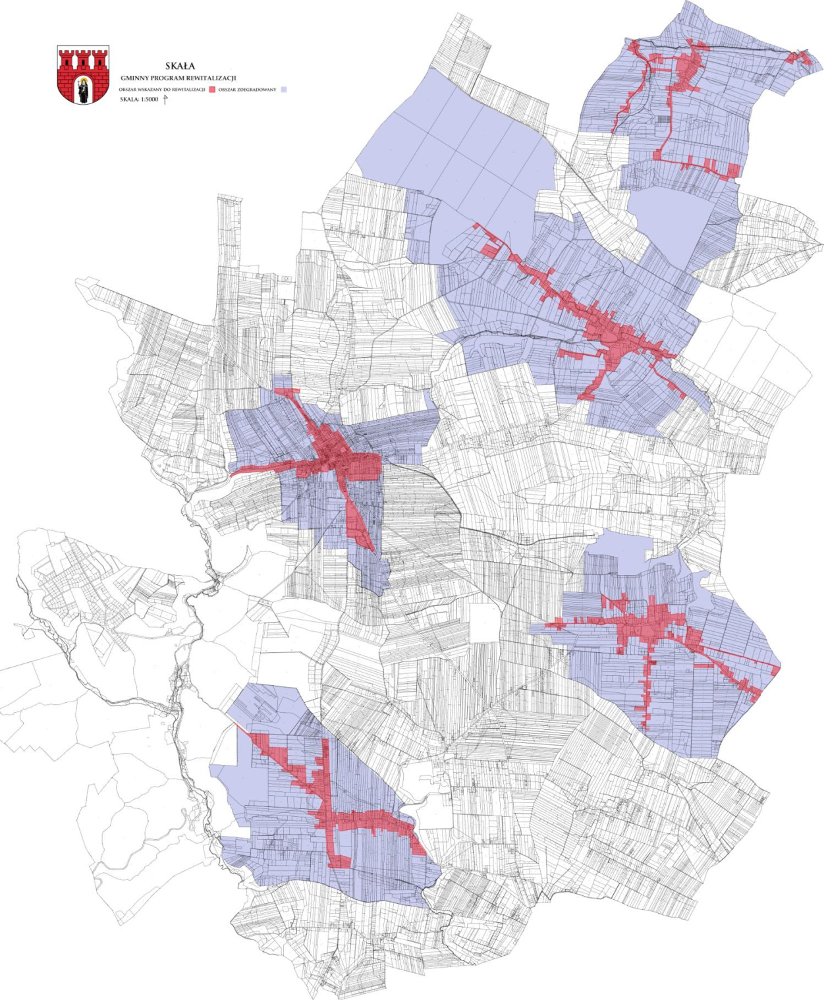 SKAŁA
GMINNY PROGRAM REWITALIZACJI
OBSZAR WSKAZANY DO REWITALIZACJI OBSZAR ZDEGRADOWANY
SKALA: 1:5000